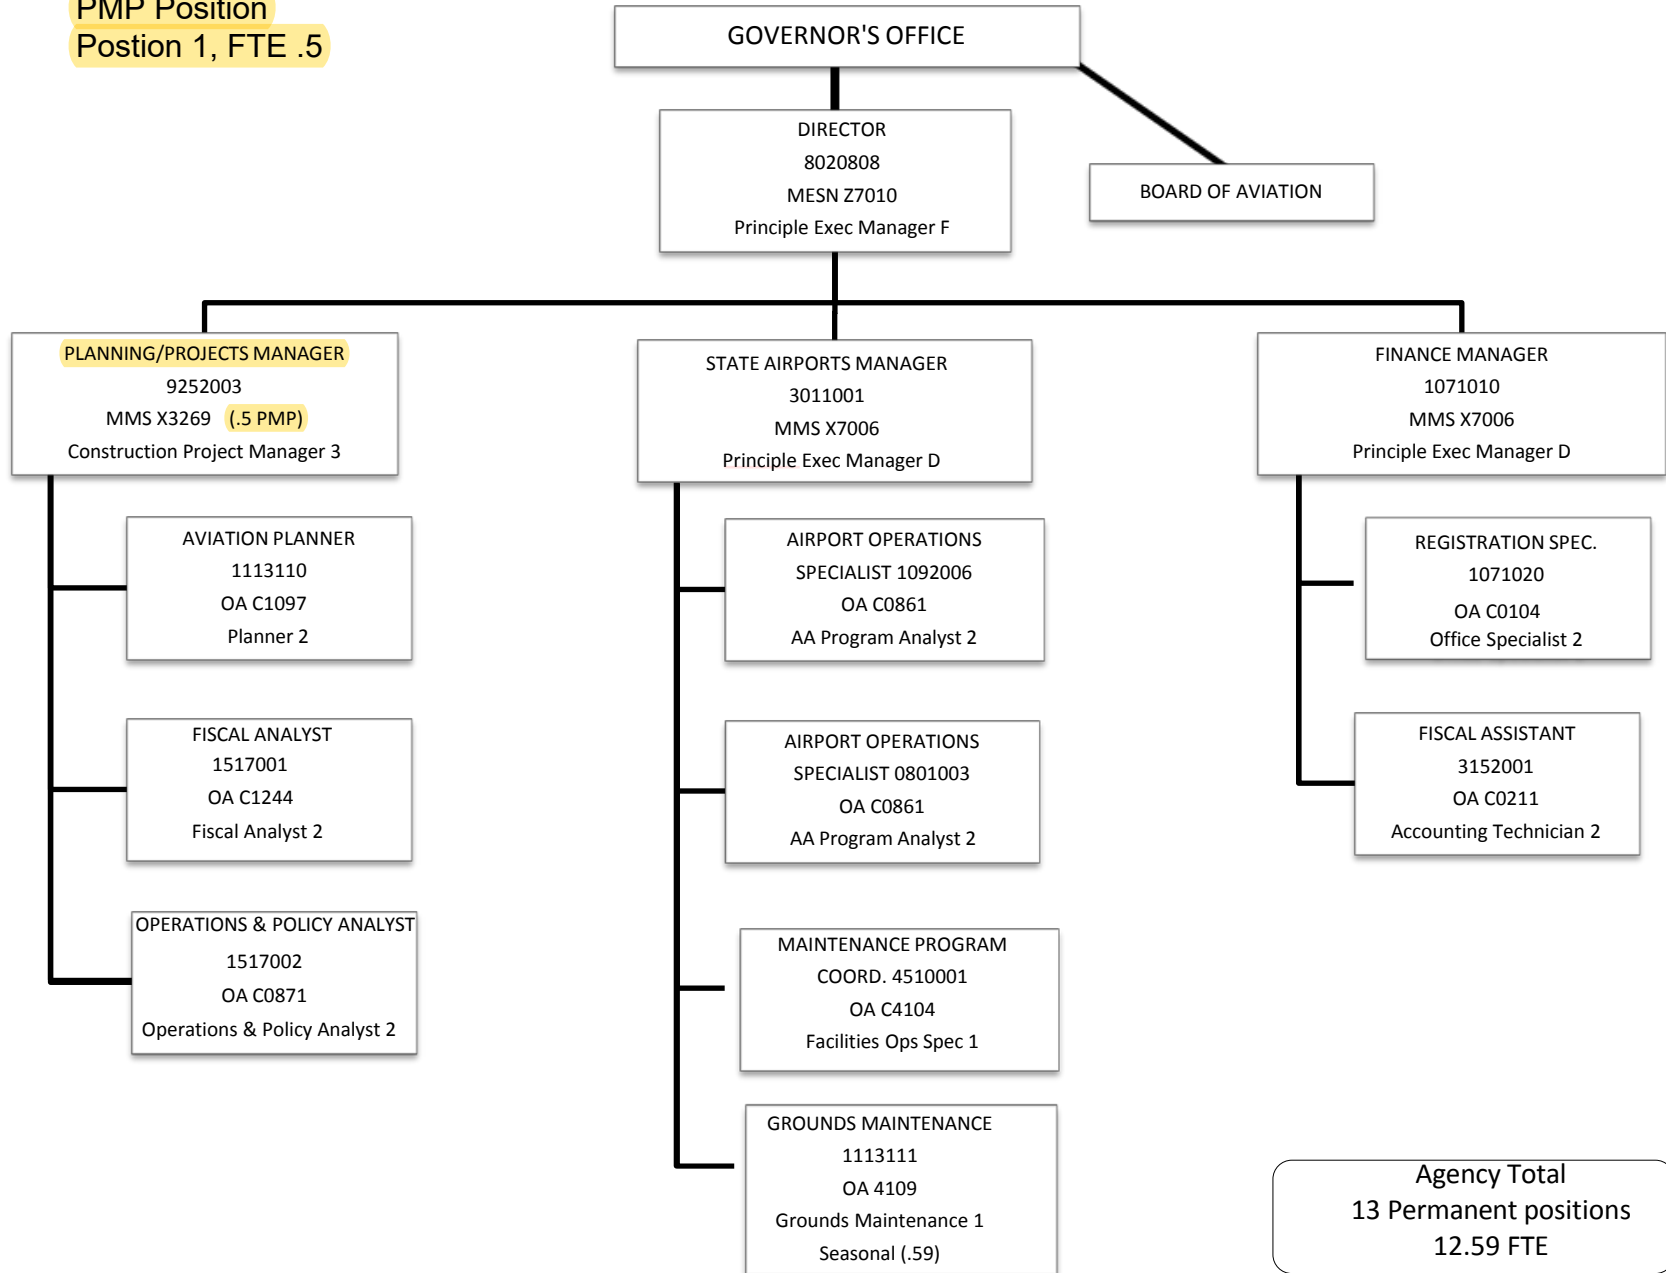 PMP Position
Postion 1, FTE .5
GOVERNOR'S OFFICE
DIRECTOR
8020808
MESN Z7010
Principle Exec Manager F
BOARD OF AVIATION
PLANNING/PROJECTS MANAGER
9252003
MMS X3269 (.5 PMP)
Construction Project Manager 3
AVIATION PLANNER
1113110
OA C1097
Planner 2
FISCAL ANALYST
1517001
OA C1244
Fiscal Analyst 2
OPERATIONS & POLICY ANALYST
1517002
OA C0871
Operations & Policy Analyst 2
STATE AIRPORTS MANAGER
3011001
MMS X7006
Principle Exec Manager D
AIRPORT OPERATIONS
SPECIALIST 1092006
OA C0861
AA Program Analyst 2
AIRPORT OPERATIONS
SPECIALIST 0801003
OA C0861
AA Program Analyst 2
MAINTENANCE PROGRAM
COORD. 4510001
OA C4104
Facilities Ops Spec 1
GROUNDS MAINTENANCE
1113111
OA 4109
Grounds Maintenance 1
Seasonal (.59)
FINANCE MANAGER
1071010
MMS X7006
Principle Exec Manager D
REGISTRATION SPEC.
1071020
OA C0104
Office Specialist 2
FISCAL ASSISTANT
3152001
OA C0211
Accounting Technician 2
Agency Total
13 Permanent positions
12.59 FTE